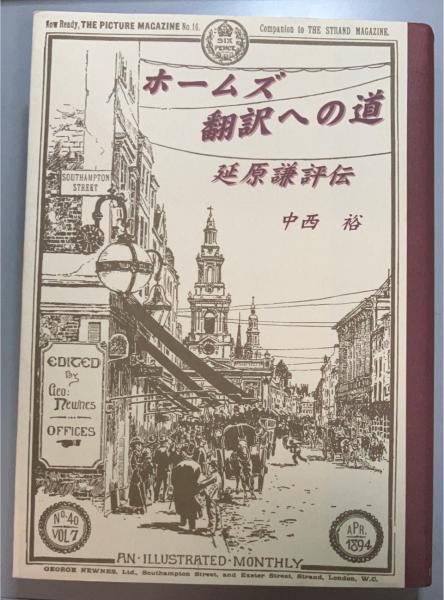 Now Ready, THE PICTURE MAGAZINE No. 16.
Companion to THE STRAND MAGAZINE.
SIX
PENCE
ホームズ
翻訳への道
延原謙評伝
中西 裕
SOUTHAMPTON
STREET
EDITED
By
Geo:
Newnes
OFFICES
No. 40
VOL 7
APR.
1894
AN·ILLUSTRATED·MONTHLY
GEORGE NEWNES, Ltd., Southampton Street, and Exeter Street, Strand, London, W.C.